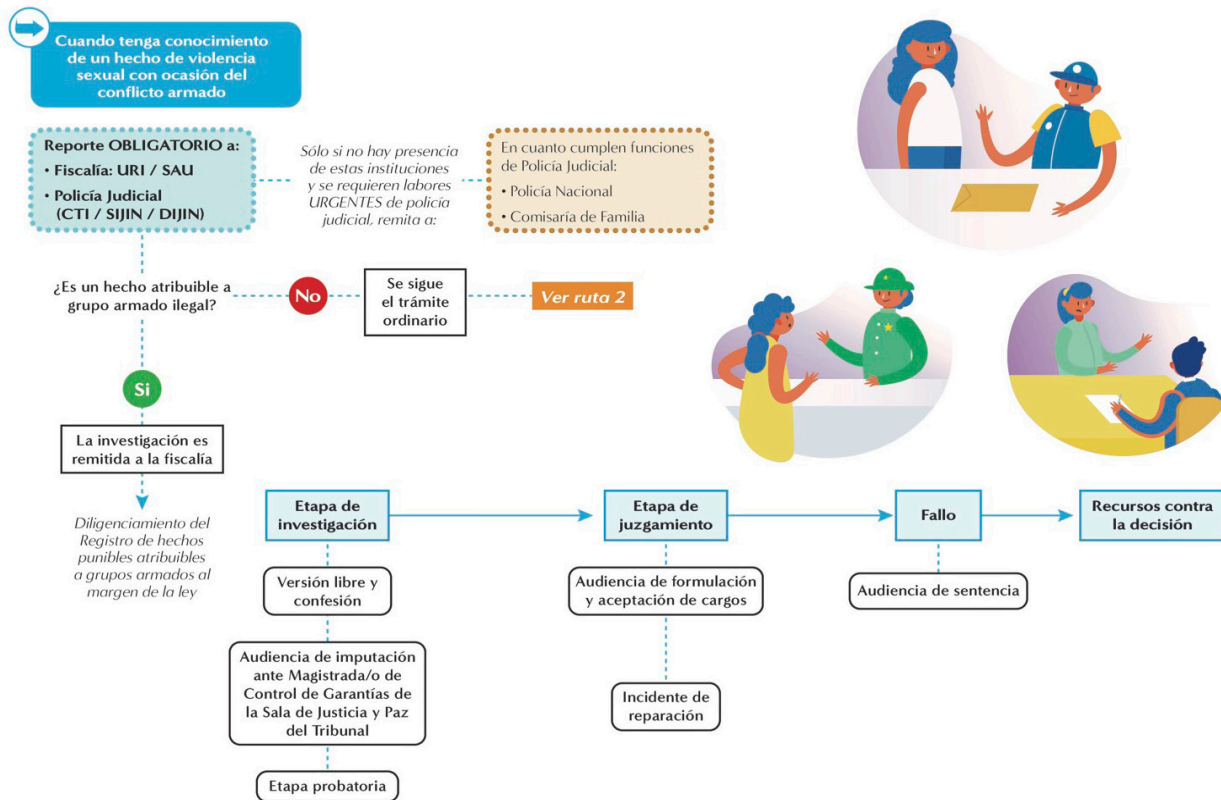 Cuando tenga conocimiento
de un hecho de violencia
sexual con ocasión del
conflicto armado
Reporte OBLIGATORIO a:
• Fiscalía: URI / SAU
• Policía Judicial
(CTI / SIJIN / DIJIN)
Sólo si no hay presencia
de estas instituciones
y se requieren labores
URGENTES de policía
judicial, remita a:
En cuanto cumplen funciones
de Policía Judicial:
• Policía Nacional
• Comisaría de Familia
¿Es un hecho atribuible a
grupo armado ilegal?
No
Se sigue
el trámite
ordinario
Ver ruta 2
Si
La investigación es
remitida a la fiscalía
Diligenciamiento del
Registro de hechos
punibles atribuibles
a grupos armados al
margen de la ley
Etapa de
investigación
Versión libre y
confesión
Audiencia de imputación
ante Magistrada/o de
Control de Garantías de
la Sala de Justicia y Paz
del Tribunal
Etapa probatoria
Etapa de
juzgamiento
Audiencia de formulación
y aceptación de cargos
Incidente de
reparación
Fallo
Audiencia de sentencia
Recursos contra
la decisión